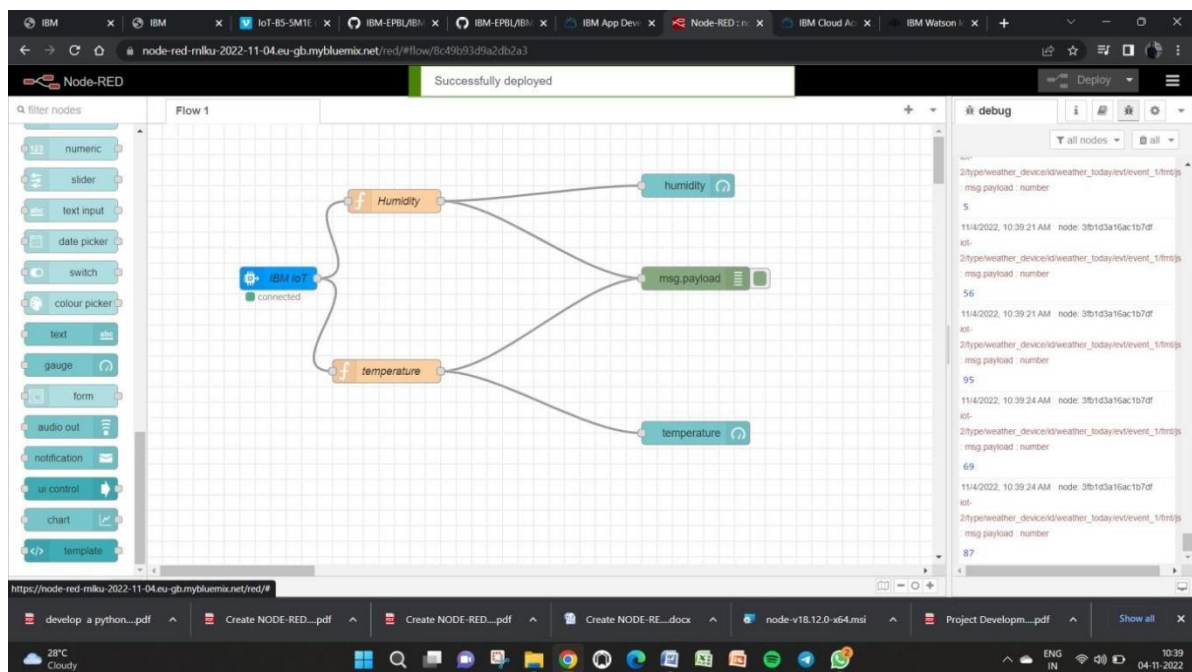 IBM
IBM
IoT-B5-5M1E
IBM-EPBL/IBM
IBM-EPBL/IBM
IBM App Deve
Node-RED : n
IBM Cloud Ac
IBM Watson I
node-red-mlku-2022-11-04.eu-gb.mybluemix.net/red/#flow/8c49b93d9a2db2a3
Node-RED
Successfully deployed
Deploy
filter nodes
Flow 1
debug
i
all nodes
all
123 numeric
slider
abc text input
date picker
switch
colour picker
text abc
gauge
form
audio out
notification
ui control
chart
</> template
Humidity
humidity
IBM IoT
connected
msg.payload
temperature
temperature
2/type/weather_device/id/weather_today/evt/event_1/fmt/js
: msg.payload : number
5
11/4/2022, 10:39:21 AM node: 3fb1d3a16ac1b7df
iot-
2/type/weather_device/id/weather_today/evt/event_1/fmt/js
: msg.payload : number
56
11/4/2022, 10:39:21 AM node: 3fb1d3a16ac1b7df
iot-
2/type/weather_device/id/weather_today/evt/event_1/fmt/js
: msg.payload : number
95
11/4/2022, 10:39:24 AM node: 3fb1d3a16ac1b7df
iot-
2/type/weather_device/id/weather_today/evt/event_1/fmt/js
: msg.payload : number
69
11/4/2022, 10:39:24 AM node: 3fb1d3a16ac1b7df
iot-
2/type/weather_device/id/weather_today/evt/event_1/fmt/js
: msg.payload : number
87
https://node-red-mlku-2022-11-04.eu-gb.mybluemix.net/red/#
develop a python....pdf
Create NODE-RED....pdf
Create NODE-RED....pdf
Create NODE-RE....docx
node-v18.12.0-x64.msi
Project Developm....pdf
Show all
28°C
Cloudy
ENG
IN
10:39
04-11-2022